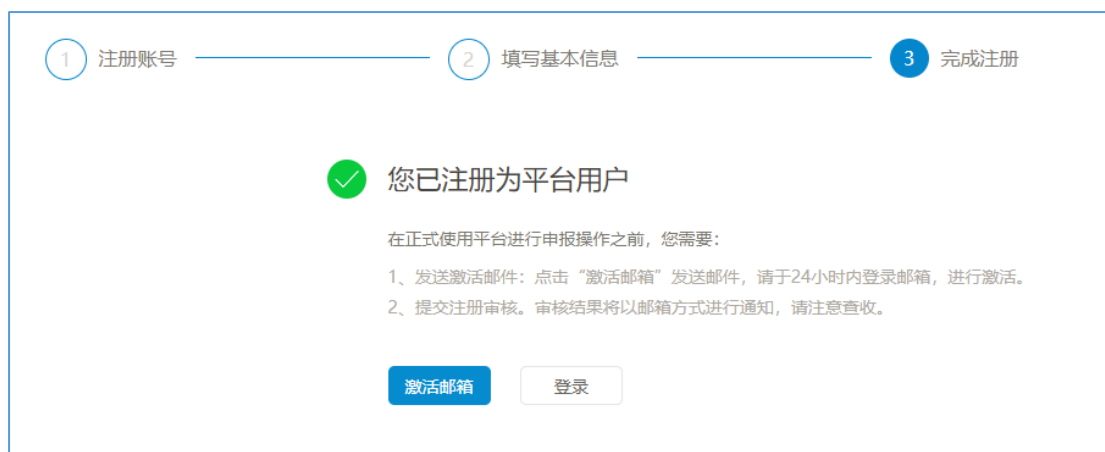 1 注册账号 2 填写基本信息 3 完成注册
您已注册为平台用户
在正式使用平台进行申报操作之前，您需要：
1、发送激活邮件：点击“激活邮箱”发送邮件，请于24小时内登录邮箱，进行激活。
2、提交注册审核。审核结果将以邮箱方式进行通知，请注意查收。
激活邮箱 登录